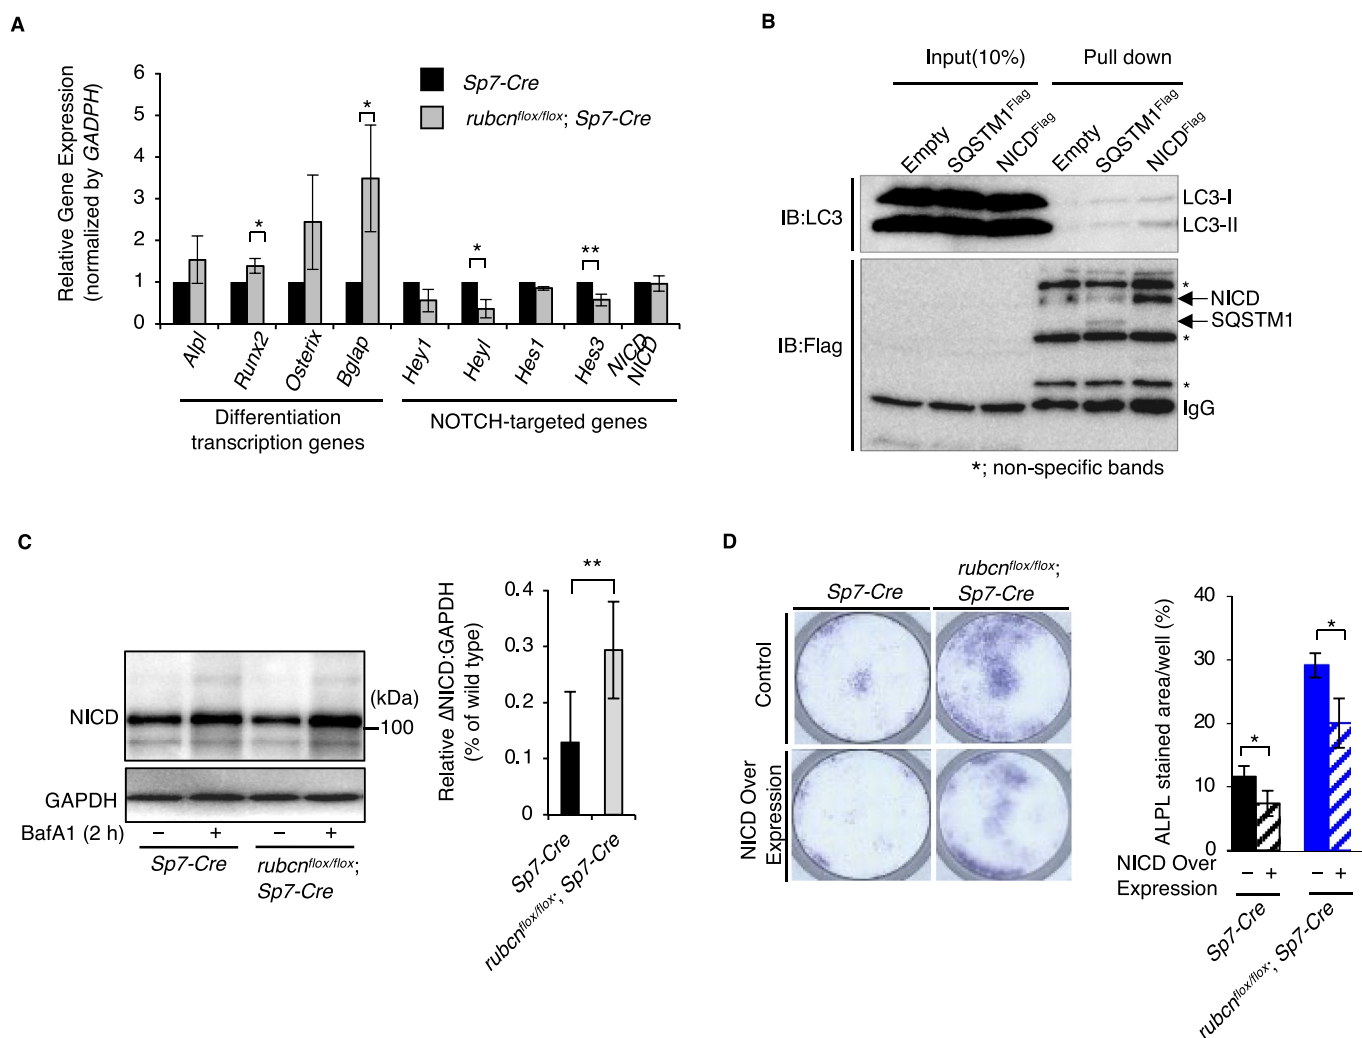 A
Relative Gene Expression
(normalized by GADPH)
6
5
4
3
2
1
0
Sp7-Cre
rubcnflox/flox; Sp7-Cre
*
*
*
**
Alpl
Runx2
Osterix
Bglap
Hey1
Heyl
Hes1
Hes3
NICD
NICD
Differentiation
transcription genes
NOTCH-targeted genes
B
Input(10%)
Pull down
Empty
SQSTM1Flag
NICDFlag
Empty
SQSTM1Flag
NICDFlag
IB:LC3
LC3-I
LC3-II
IB:Flag
*
NICD
SQSTM1
*
*
IgG
*; non-specific bands
C
NICD
(kDa)
100
GAPDH
BafA1 (2 h)
− + − +
Sp7-Cre
rubcnflox/flox;
Sp7-Cre
Relative ΔNICD:GAPDH
(% of wild type)
0.4
0.3
0.2
0.1
0
**
Sp7-Cre
rubcnflox/flox; Sp7-Cre
D
Sp7-Cre
rubcnflox/flox;
Sp7-Cre
Control
NICD Over
Expression
ALPL stained area/well (%)
40
30
20
10
0
*
*
NICD Over
Expression
− + − +
Sp7-Cre
rubcnflox/flox; Sp7-Cre